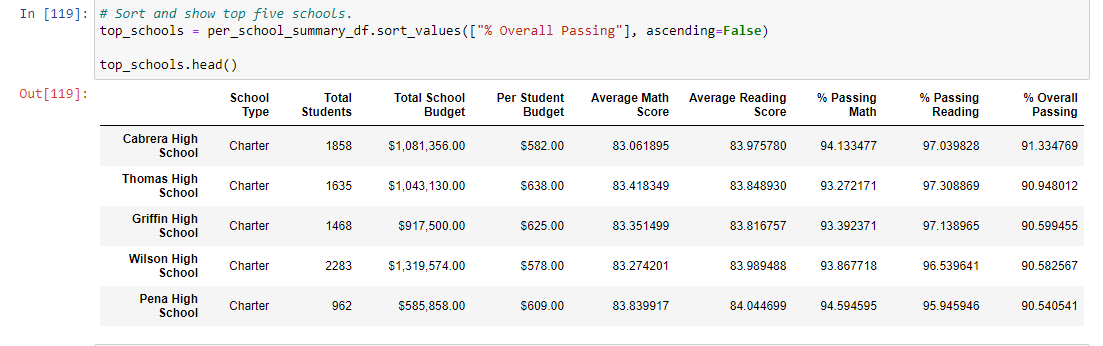 In [119]: # Sort and show top five schools.
top_schools = per_school_summary_df.sort_values(["% Overall Passing"], ascending=False)
top_schools.head()
Out[119]:
School Type Total Students Total School Budget Per Student Budget Average Math Score Average Reading Score % Passing Math % Passing Reading % Overall Passing
Cabrera High School Charter 1858 $1,081,356.00 $582.00 83.061895 83.975780 94.133477 97.039828 91.334769
Thomas High School Charter 1635 $1,043,130.00 $638.00 83.418349 83.848930 93.272171 97.308869 90.948012
Griffin High School Charter 1468 $917,500.00 $625.00 83.351499 83.816757 93.392371 97.138965 90.599455
Wilson High School Charter 2283 $1,319,574.00 $578.00 83.274201 83.989488 93.867718 96.539641 90.582567
Pena High School Charter 962 $585,858.00 $609.00 83.839917 84.044699 94.594595 95.945946 90.540541